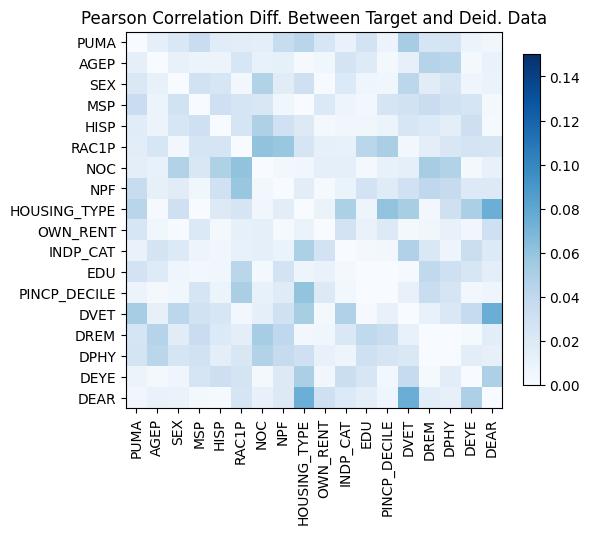 Pearson Correlation Diff. Between Target and Deid. Data
PUMA
AGEP
SEX
MSP
HISP
RAC1P
NOC
NPF
HOUSING_TYPE
OWN_RENT
INDP_CAT
EDU
PINCP_DECILE
DVET
DREM
DPHY
DEYE
DEAR
PUMA
AGEP
SEX
MSP
HISP
RAC1P
NOC
NPF
HOUSING_TYPE
OWN_RENT
INDP_CAT
EDU
PINCP_DECILE
DVET
DREM
DPHY
DEYE
DEAR
0.14
0.12
0.10
0.08
0.06
0.04
0.02
0.00